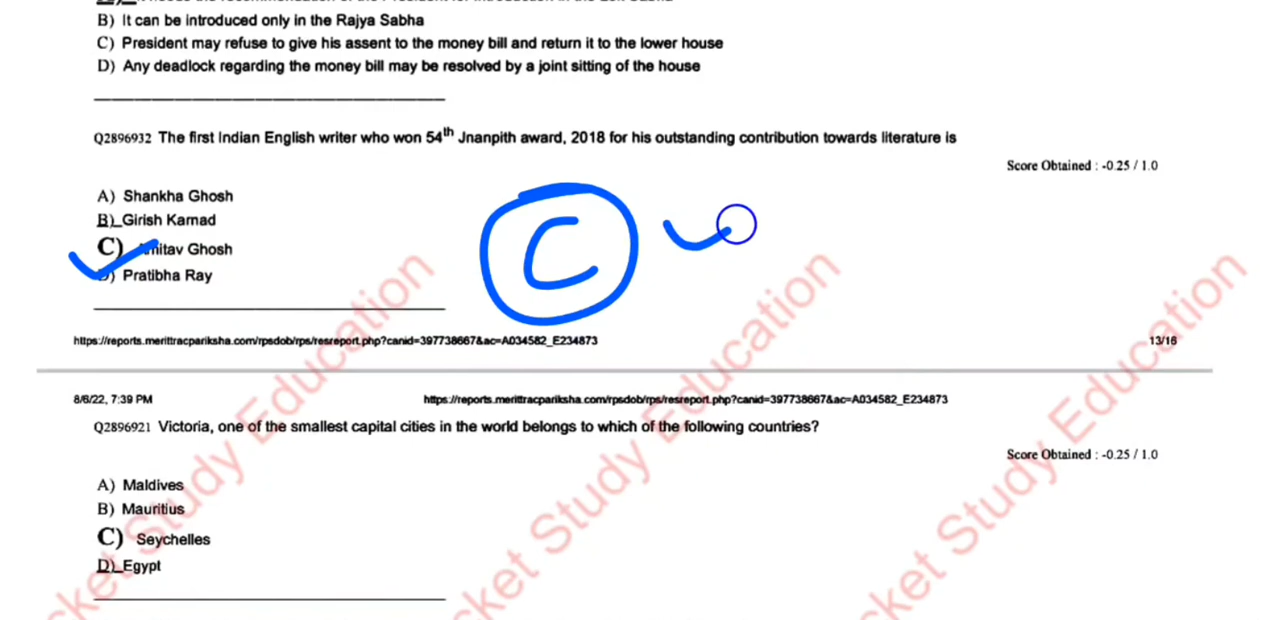 B) It can be introduced only in the Rajya Sabha
C) President may refuse to give his assent to the money bill and return it to the lower house
D) Any deadlock regarding the money bill may be resolved by a joint sitting of the house
Q2896932 The first Indian English writer who won 54th Jnanpith award, 2018 for his outstanding contribution towards literature is
Score Obtained : -0.25 / 1.0
A) Shankha Ghosh
B) Girish Karnad
C) Amitav Ghosh
D) Pratibha Ray
C
https://reports.merittracpariksha.com/rpsdob/rps/resreport.php?canid=397738667&ac=A034582_E234873
13/16
8/6/22, 7:39 PM
https://reports.merittracpariksha.com/rpsdob/rps/resreport.php?canid=397738667&ac=A034582_E234873
Q2896921 Victoria, one of the smallest capital cities in the world belongs to which of the following countries?
Score Obtained : -0.25 / 1.0
A) Maldives
B) Mauritius
C) Seychelles
D) Egypt
ket Study Education
ket Study Education
ket Study Education